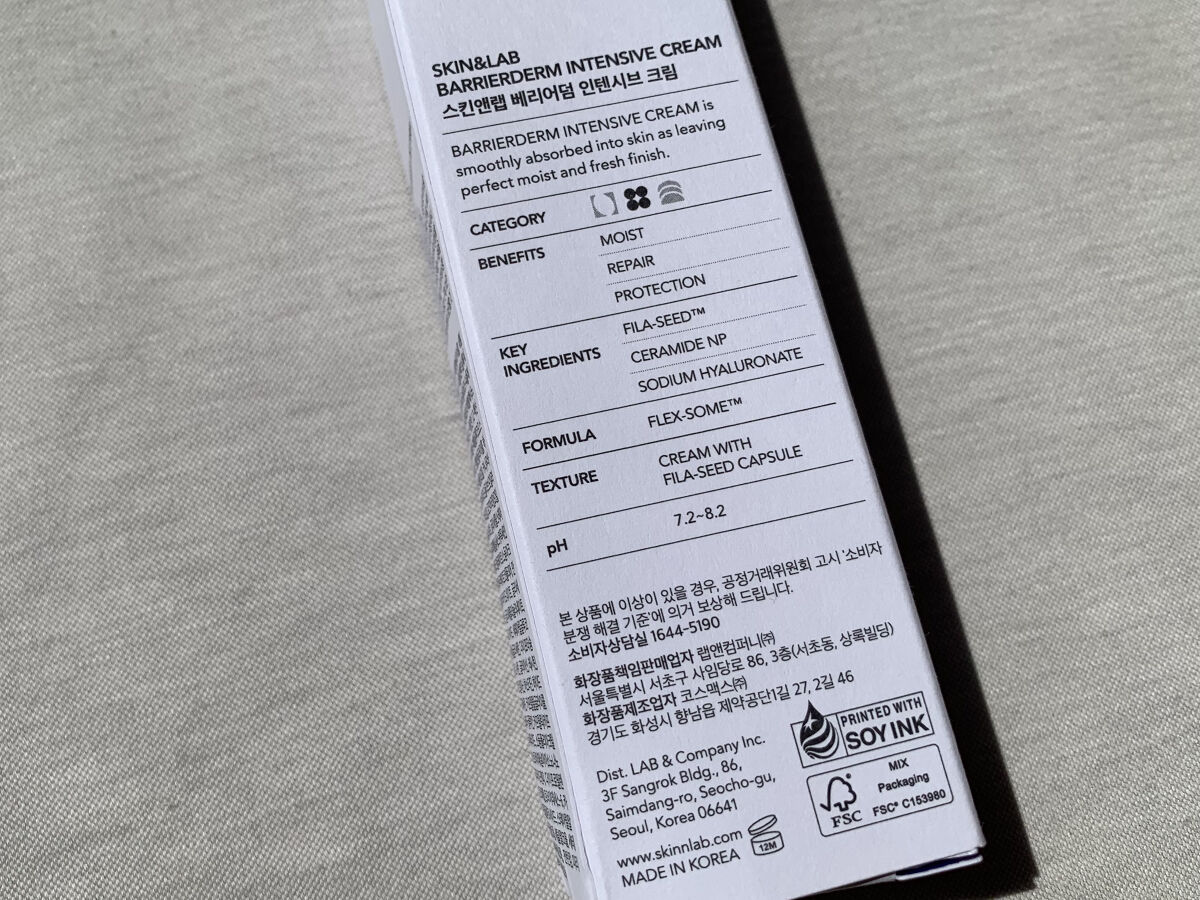 SKIN&LAB
BARRIERDERM INTENSIVE CREAM
스킨앤랩 베리어덤 인텐시브 크림
BARRIERDERM INTENSIVE CREAM is
smoothly absorbed into skin as leaving
perfect moist and fresh finish.
CATEGORY
BENEFITS
MOIST
REPAIR
PROTECTION
KEY
INGREDIENTS
FILA-SEED™
CERAMIDE NP
SODIUM HYALURONATE
FORMULA
FLEX-SOME™
TEXTURE
CREAM WITH
FILA-SEED CAPSULE
pH
7.2~8.2
본 상품에 이상이 있을 경우, 공정거래위원회 고시 '소비자
분쟁 해결 기준'에 의거 보상해 드립니다.
소비자상담실 1644-5190
화장품책임판매업자 랩앤컴퍼니㈜
서울특별시 서초구 사임당로 86, 3층(서초동, 상록빌딩)
화장품제조업자 코스맥스㈜
경기도 화성시 향남읍 제약공단1길 27, 2길 46
Dist. LAB & Company Inc.
3F Sangrok Bldg., 86,
Saimdang-ro, Seocho-gu,
Seoul, Korea 06641
www.skinnlab.com
MADE IN KOREA
12M
PRINTED WITH
SOY INK
FSC
MIX
Packaging
FSC® C153980